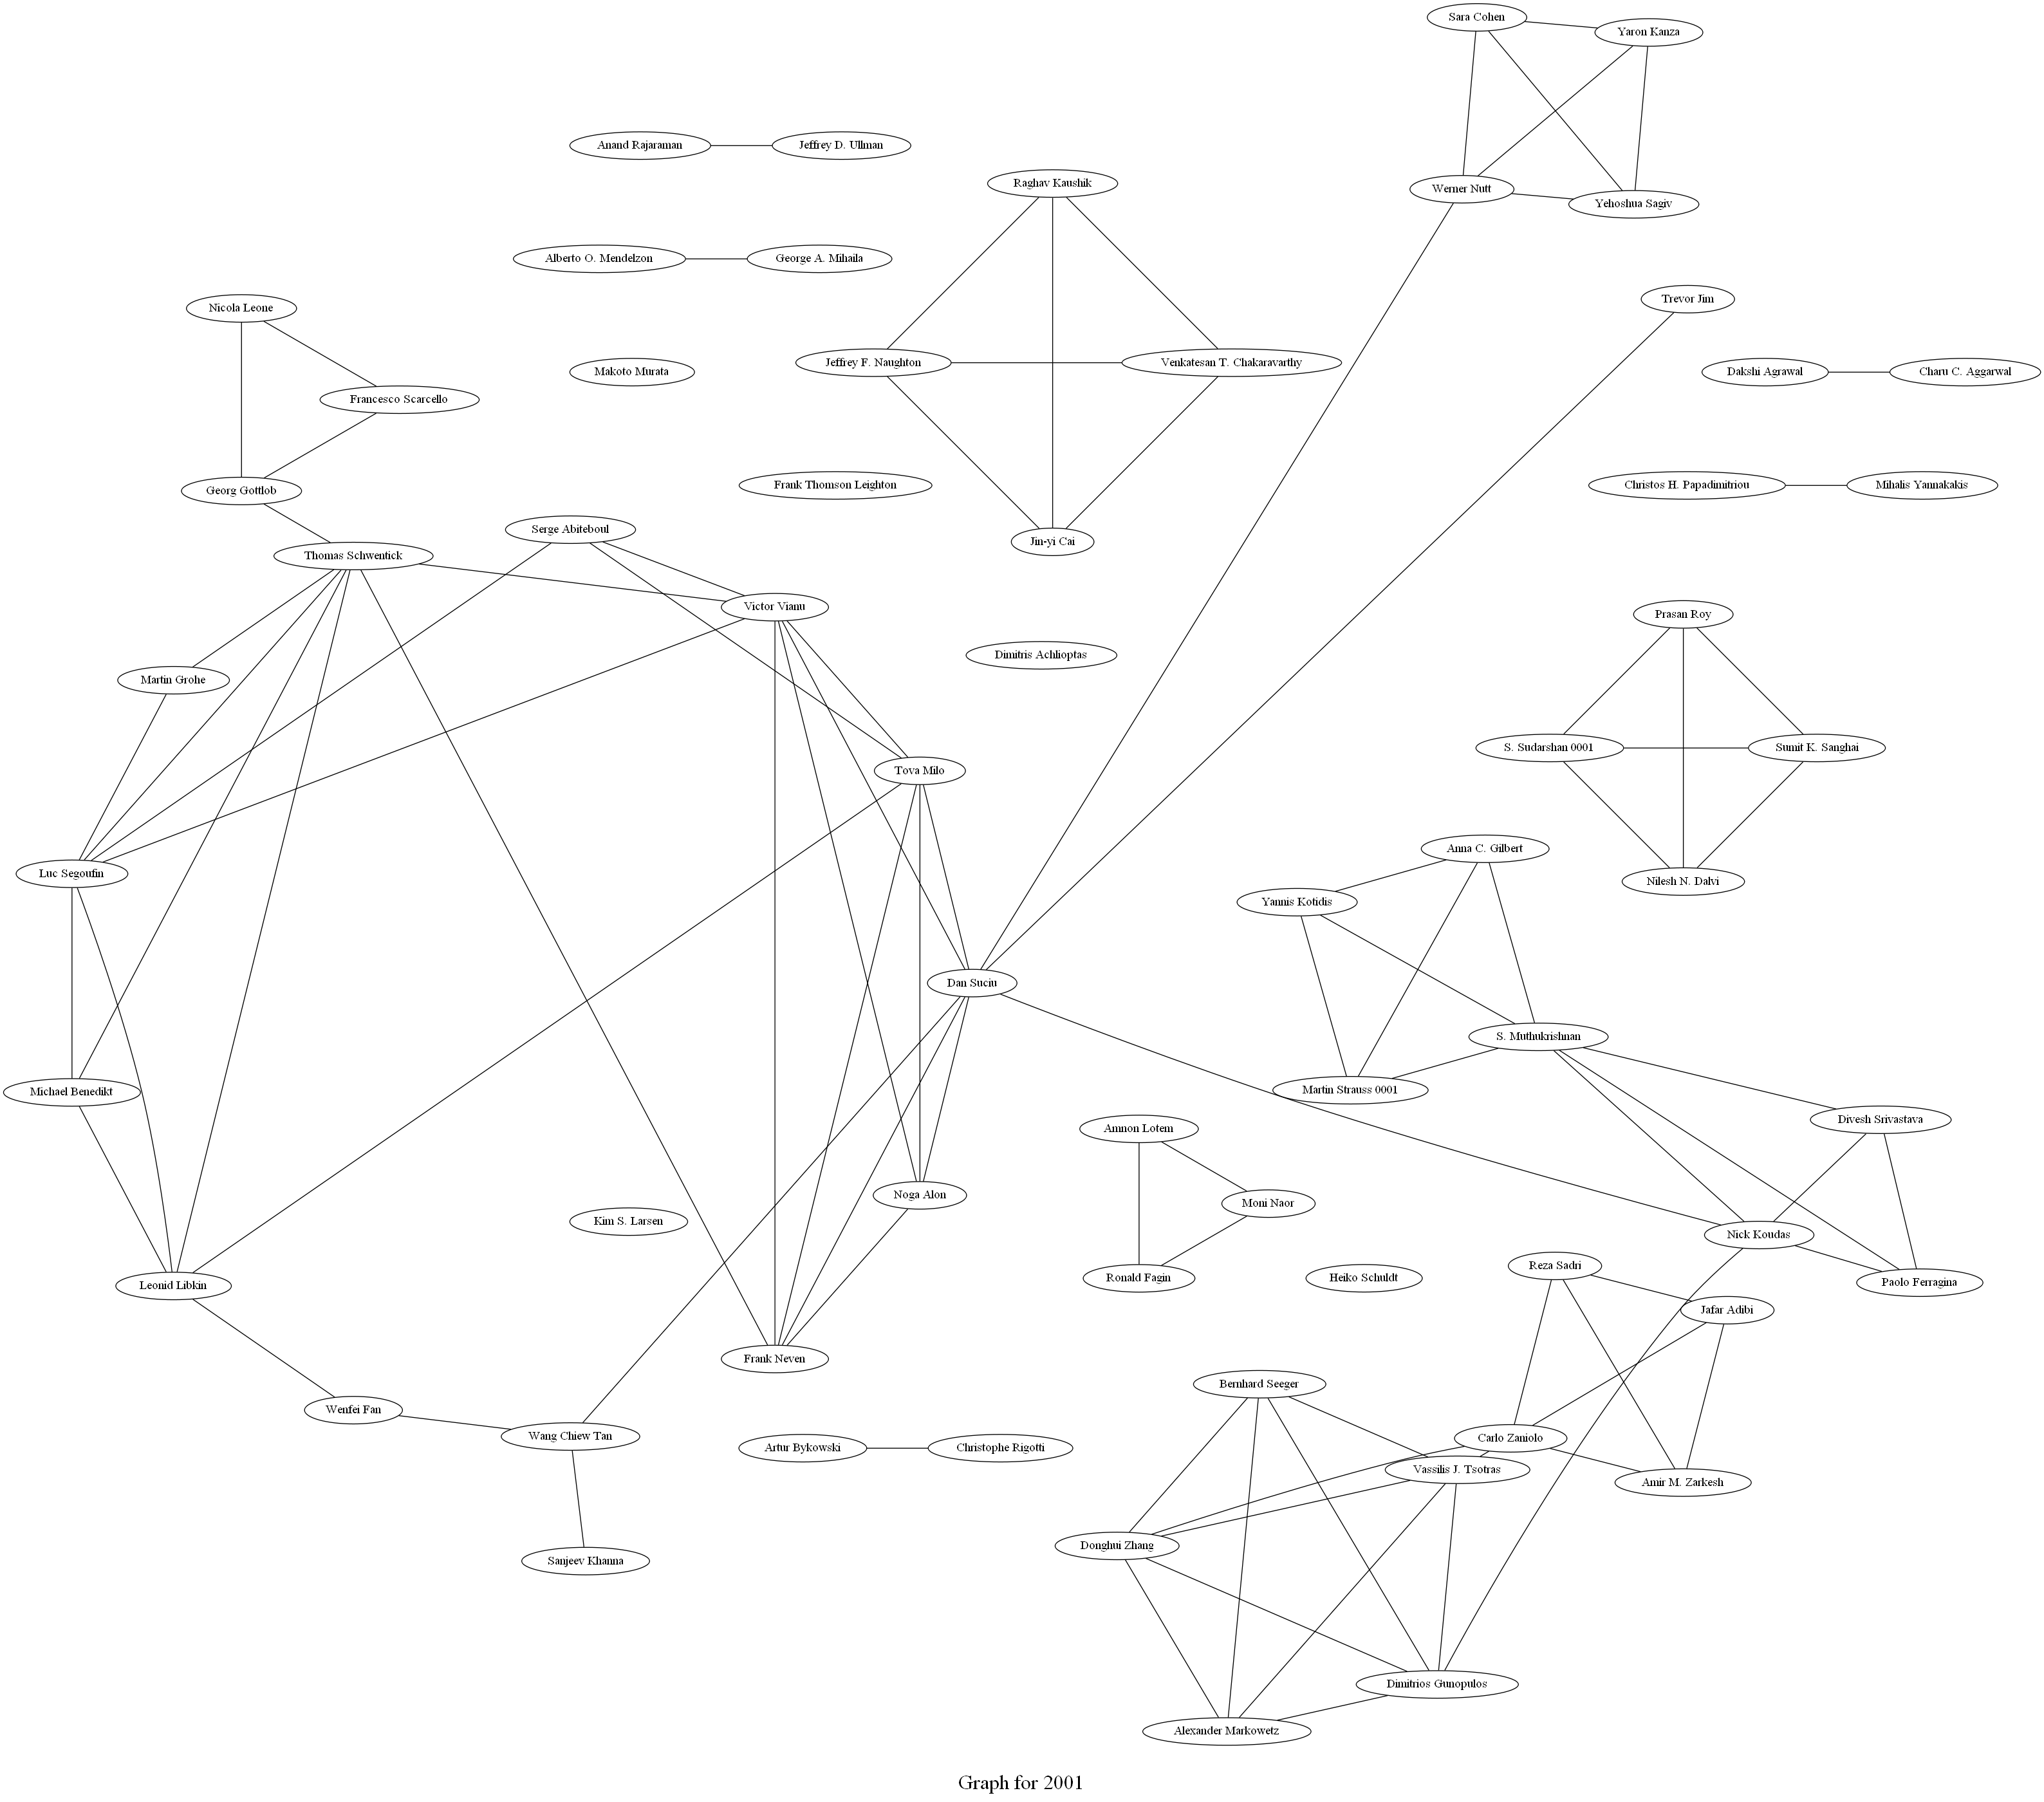 Sara Cohen
Yaron Kanza
Anand Rajaraman
Jeffrey D. Ullman
Raghav Kaushik
Werner Nutt
Yehoshua Sagiv
Alberto O. Mendelzon
George A. Mihaila
Nicola Leone
Trevor Jim
Makoto Murata
Jeffrey F. Naughton
Venkatesan T. Chakaravarthy
Dakshi Agrawal
Charu C. Aggarwal
Francesco Scarcello
Georg Gottlob
Frank Thomson Leighton
Christos H. Papadimitriou
Mihalis Yannakakis
Serge Abiteboul
Jin-yi Cai
Thomas Schwentick
Victor Vianu
Prasan Roy
Dimitris Achlioptas
Martin Grohe
S. Sudarshan 0001
Sumit K. Sanghai
Tova Milo
Anna C. Gilbert
Luc Segoufin
Nilesh N. Dalvi
Yannis Kotidis
Dan Suciu
S. Muthukrishnan
Michael Benedikt
Martin Strauss 0001
Divesh Srivastava
Amnon Lotem
Noga Alon
Moni Naor
Kim S. Larsen
Nick Koudas
Reza Sadri
Ronald Fagin
Heiko Schuldt
Paolo Ferragina
Leonid Libkin
Jafar Adibi
Frank Neven
Bernhard Seeger
Wenfei Fan
Wang Chiew Tan
Carlo Zaniolo
Artur Bykowski
Christophe Rigotti
Vassilis J. Tsotras
Amir M. Zarkesh
Donghui Zhang
Sanjeev Khanna
Dimitrios Gunopulos
Alexander Markowetz
Graph for 2001